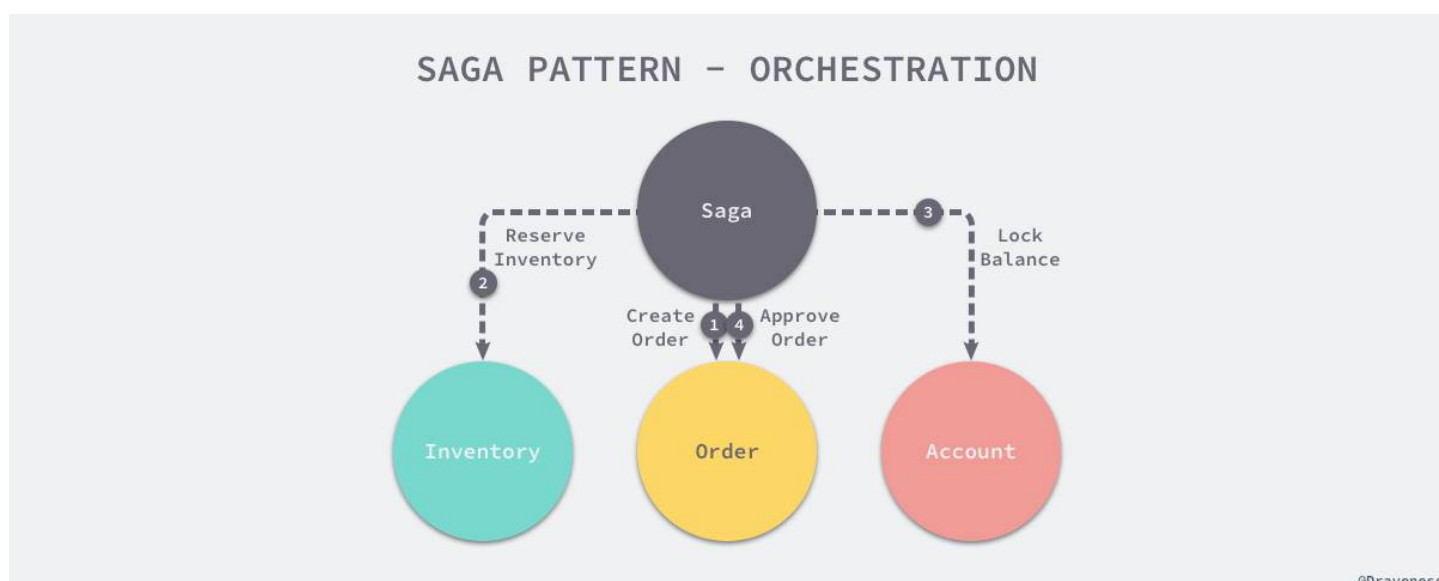 SAGA PATTERN - ORCHESTRATION
Saga
3
Reserve
Inventory
Lock
Balance
2
Create
Order
1
4
Approve
Order
Inventory
Order
Account